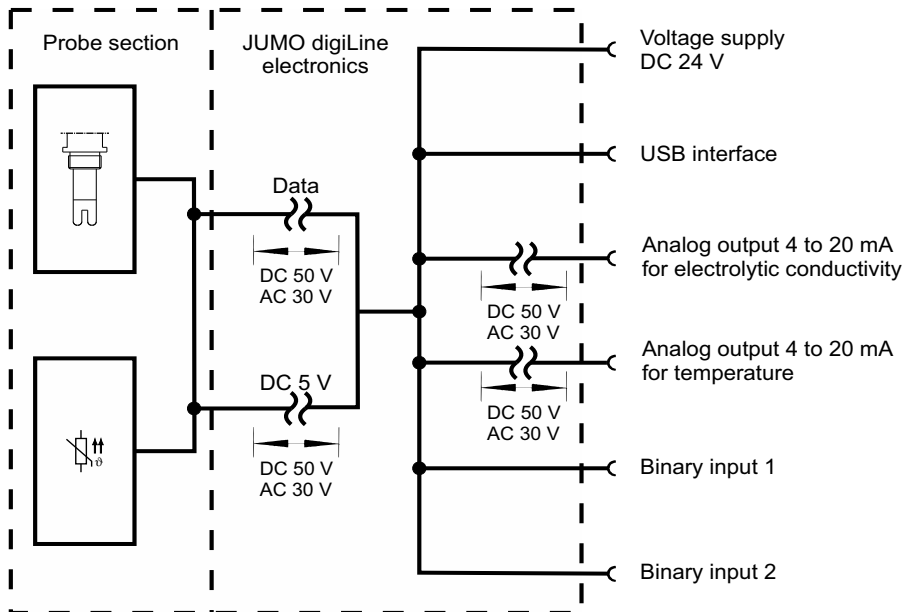 Probe section
JUMO digiLine
electronics
Voltage supply
DC 24 V
USB interface
Data
DC 50 V
AC 30 V
Analog output 4 to 20 mA
for electrolytic conductivity
DC 50 V
AC 30 V
Analog output 4 to 20 mA
for temperature
DC 5 V
DC 50 V
AC 30 V
DC 50 V
AC 30 V
ϑ
Binary input 1
Binary input 2